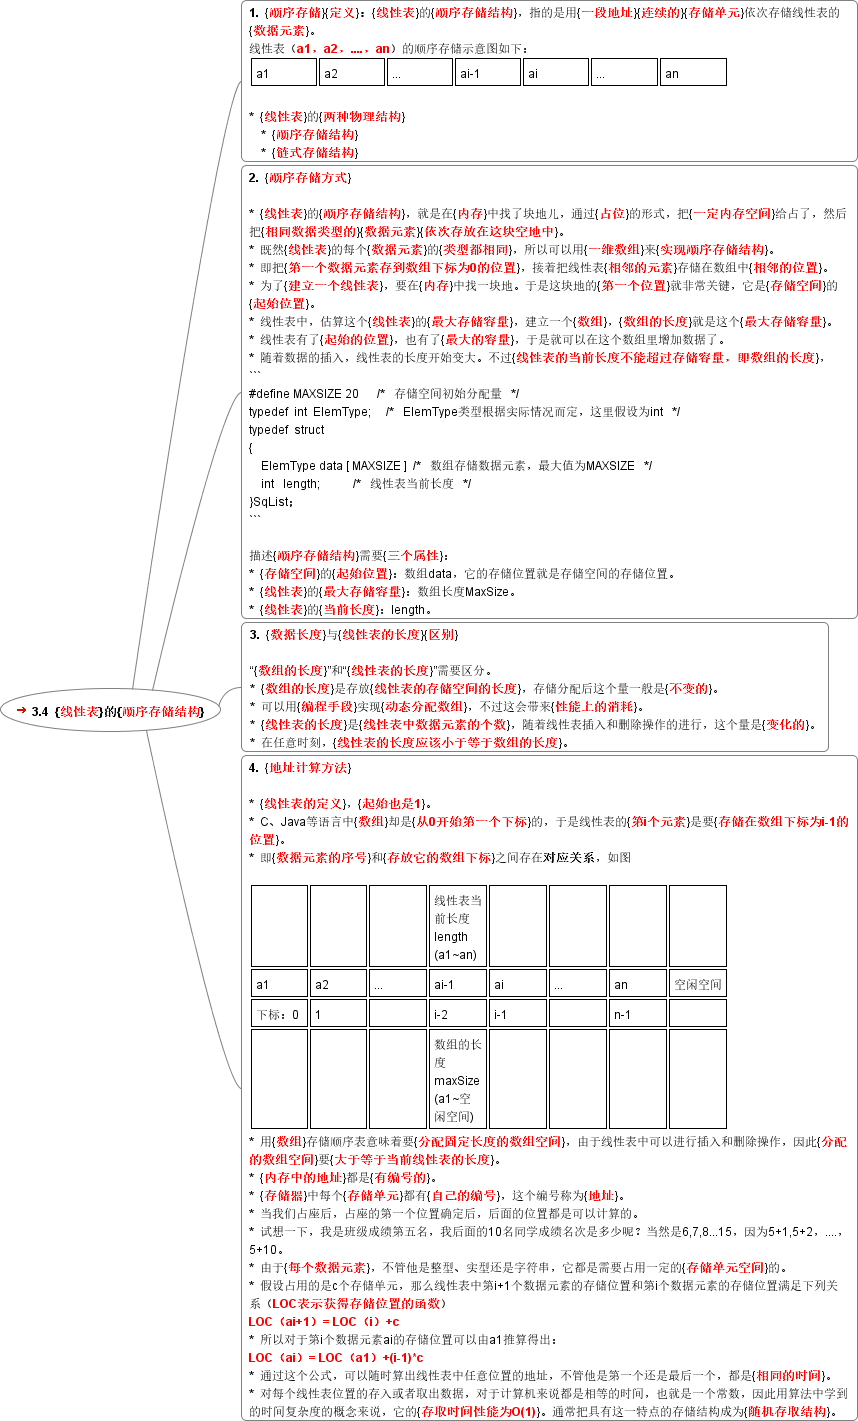 1. {顺序存储}{定义}：{线性表}的{顺序存储结构}，指的是用{一段地址}{连续的}{存储单元}依次存储线性表的
{数据元素}。
线性表（a1，a2，....，an）的顺序存储示意图如下：
a1 a2 ... ai-1 ai ... an
* {线性表}的{两种物理结构}
* {顺序存储结构}
* {链式存储结构}
2. {顺序存储方式}
* {线性表}的{顺序存储结构}，就是在{内存}中找了块地儿，通过{占位}的形式，把{一定内存空间}给占了，然后
把{相同数据类型的}{数据元素}{依次存放在这块空地中}。
* 既然{线性表}的每个{数据元素}的{类型都相同}，所以可以用{一维数组}来{实现顺序存储结构}。
* 即把{第一个数据元素存到数组下标为0的位置}，接着把线性表{相邻的元素}存储在数组中{相邻的位置}。
* 为了{建立一个线性表}，要在{内存}中找一块地。于是这块地的{第一个位置}就非常关键，它是{存储空间}的
{起始位置}。
* 线性表中，估算这个{线性表}的{最大存储容量}，建立一个{数组}，{数组的长度}就是这个{最大存储容量}。
* 线性表有了{起始的位置}，也有了{最大的容量}，于是就可以在这个数组里增加数据了。
* 随着数据的插入，线性表的长度开始变大。不过{线性表的当前长度不能超过存储容量，即数组的长度}，
```
#define MAXSIZE 20 /* 存储空间初始分配量 */
typedef int ElemType; /* ElemType类型根据实际情况而定，这里假设为int */
typedef struct
{
ElemType data [ MAXSIZE ] /* 数组存储数据元素，最大值为MAXSIZE */
int length; /* 线性表当前长度 */
}SqList；
```
描述{顺序存储结构}需要{三个属性}：
* {存储空间}的{起始位置}：数组data，它的存储位置就是存储空间的存储位置。
* {线性表}的{最大存储容量}：数组长度MaxSize。
* {线性表}的{当前长度}：length。
3. {数据长度}与{线性表的长度}{区别}
“{数组的长度}”和“{线性表的长度}”需要区分。
* {数组的长度}是存放{线性表的存储空间的长度}，存储分配后这个量一般是{不变的}。
* 可以用{编程手段}实现{动态分配数组}，不过这会带来{性能上的消耗}。
➜ 3.4 {线性表}的{顺序存储结构}
* {线性表的长度}是{线性表中数据元素的个数}，随着线性表插入和删除操作的进行，这个量是{变化的}。
* 在任意时刻，{线性表的长度应该小于等于数组的长度}。
4. {地址计算方法}
* {线性表的定义}，{起始也是1}。
* C、Java等语言中{数组}却是{从0开始第一个下标}的，于是线性表的{第i个元素}是要{存储在数组下标为i-1的
位置}。
* 即{数据元素的序号}和{存放它的数组下标}之间存在对应关系，如图
线性表当
前长度
length
(a1~an)
a1 a2 ... ai-1 ai ... an 空闲空间
下标：0 1 i-2 i-1 n-1
数组的长
度
maxSize
(a1~空
闲空间)
* 用{数组}存储顺序表意味着要{分配固定长度的数组空间}，由于线性表中可以进行插入和删除操作，因此{分配
的数组空间}要{大于等于当前线性表的长度}。
* {内存中的地址}都是{有编号的}。
* {存储器}中每个{存储单元}都有{自己的编号}，这个编号称为{地址}。
* 当我们占座后，占座的第一个位置确定后，后面的位置都是可以计算的。
* 试想一下，我是班级成绩第五名，我后面的10名同学成绩名次是多少呢？当然是6,7,8...15，因为5+1,5+2，....，
5+10。
* 由于{每个数据元素}，不管他是整型、实型还是字符串，它都是需要占用一定的{存储单元空间}的。
* 假设占用的是c个存储单元，那么线性表中第i+1个数据元素的存储位置和第i个数据元素的存储位置满足下列关
系（LOC表示获得存储位置的函数）
LOC（ai+1）= LOC（i）+c
* 所以对于第i个数据元素ai的存储位置可以由a1推算得出：
LOC（ai）= LOC（a1）+(i-1)*c
* 通过这个公式，可以随时算出线性表中任意位置的地址，不管他是第一个还是最后一个，都是{相同的时间}。
* 对每个线性表位置的存入或者取出数据，对于计算机来说都是相等的时间，也就是一个常数，因此用算法中学到
的时间复杂度的概念来说，它的{存取时间性能为O(1)}。通常把具有这一特点的存储结构成为{随机存取结构}。